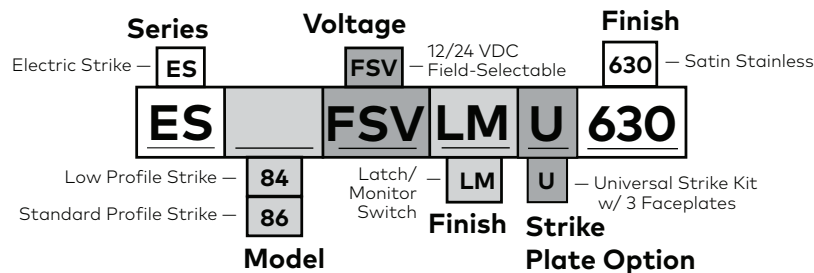 Series
Voltage
Finish
Electric Strike —
ES
FSV
— 12/24 VDC
Field-Selectable
630
— Satin Stainless
ES
FSV
LM
U
630
Low Profile Strike —
84
Standard Profile Strike —
86
Model
Latch/ —
Monitor
Switch
LM
Finish
U
— Universal Strike Kit
w/ 3 Faceplates
Strike
Plate Option